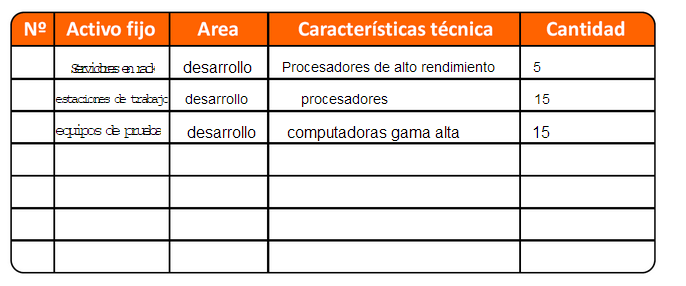 Nº Activo fijo Area Características técnica Cantidad
Servidores en rack desarrollo Procesadores de alto rendimiento 5
estaciones de trabajo desarrollo procesadores 15
equipos de prueba desarrollo computadoras gama alta 15